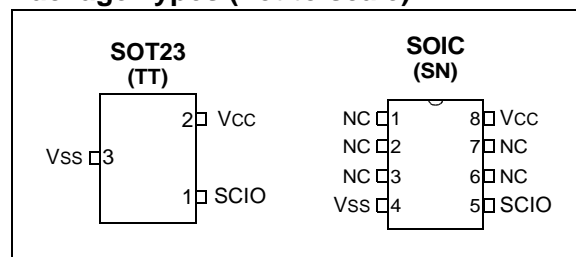 Package Types (not to scale)
SOT23
(TT)
2 VCC
VSS 3
1 SCIO
SOIC
(SN)
NC 1 8 VCC
NC 2 7 NC
NC 3 6 NC
VSS 4 5 SCIO